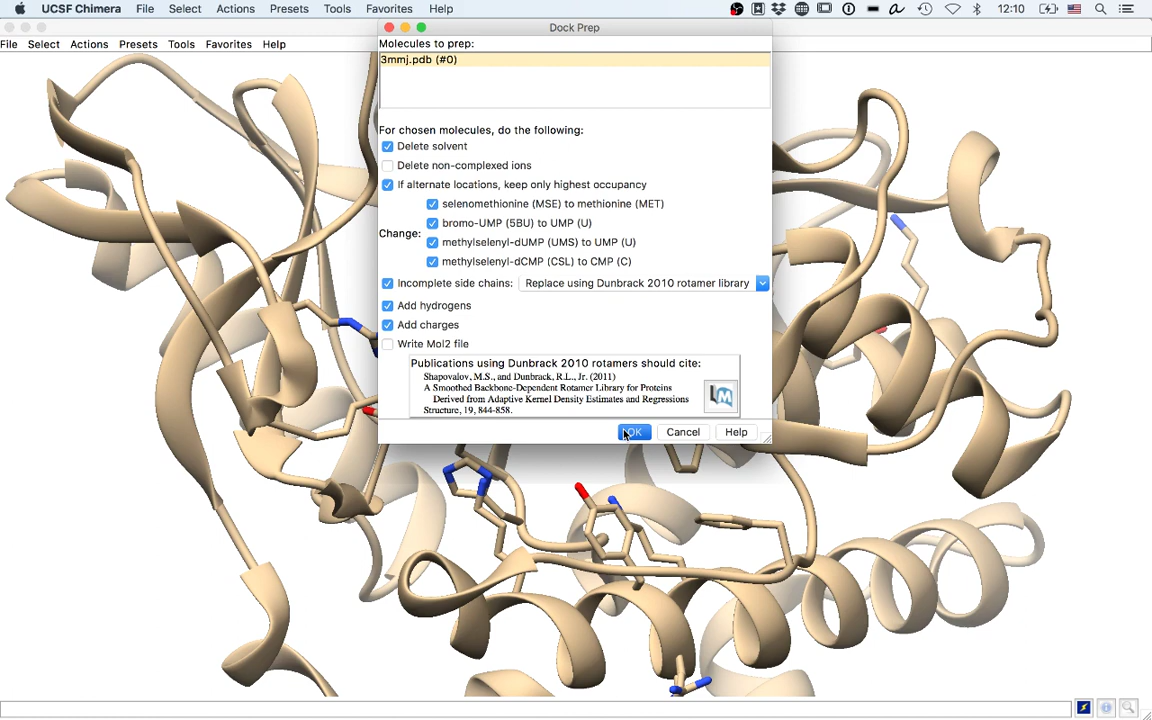 UCSF Chimera File Select Actions Presets Tools Favorites Help 12:10
Dock Prep
File Select Actions Presets Tools Favorites Help
Molecules to prep:
3mmj.pdb (#0)
For chosen molecules, do the following:
Delete solvent
Delete non-complexed ions
If alternate locations, keep only highest occupancy
selenomethionine (MSE) to methionine (MET)
bromo-UMP (5BU) to UMP (U)
Change:
methylselenyl-dUMP (UMS) to UMP (U)
methylselenyl-dCMP (CSL) to CMP (C)
Incomplete side chains: Replace using Dunbrack 2010 rotamer library
Add hydrogens
Add charges
Write Mol2 file
Publications using Dunbrack 2010 rotamers should cite:
Shapovalov, M.S., and Dunbrack, R.L., Jr. (2011)
A Smoothed Backbone-Dependent Rotamer Library for Proteins
Derived from Adaptive Kernel Density Estimates and Regressions
Structure, 19, 844-858.
OK Cancel Help